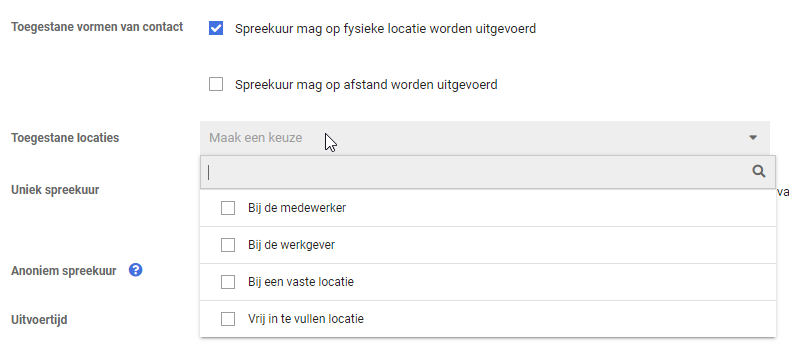 Toegestane vormen van contact
Spreekuur mag op fysieke locatie worden uitgevoerd
Spreekuur mag op afstand worden uitgevoerd
Toegestane locaties
Maak een keuze
Uniek spreekuur
va
Bij de medewerker
Bij de werkgever
Anoniem spreekuur ?
Bij een vaste locatie
Uitvoertijd
Vrij in te vullen locatie